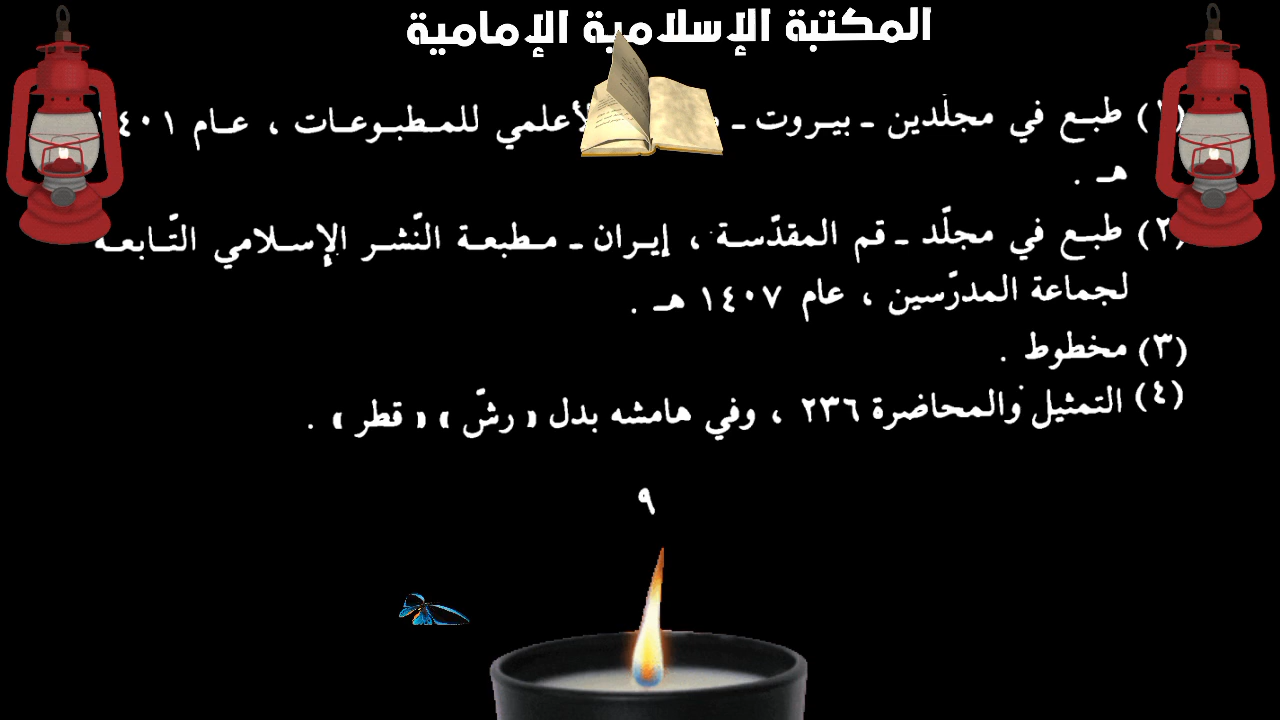 المكتبة الإسلامية الإمامية
(١) طبع في مجلّدين ـ بيروت ـ الأعلمي للمطبوعات ، عام ١٤٠١
هـ .
(٢) طبع في مجلّد ـ قم المقدّسة ، إيران ـ مطبعة النّشر الإسلامي التّابعة
لجماعة المدرّسين ، عام ١٤٠٧ هـ .
(٣) مخطوط .
(٤) التمثيل والمحاضرة ٢٣٦ ، وفي هامشه بدل « رشّ » « قطر » .
٩